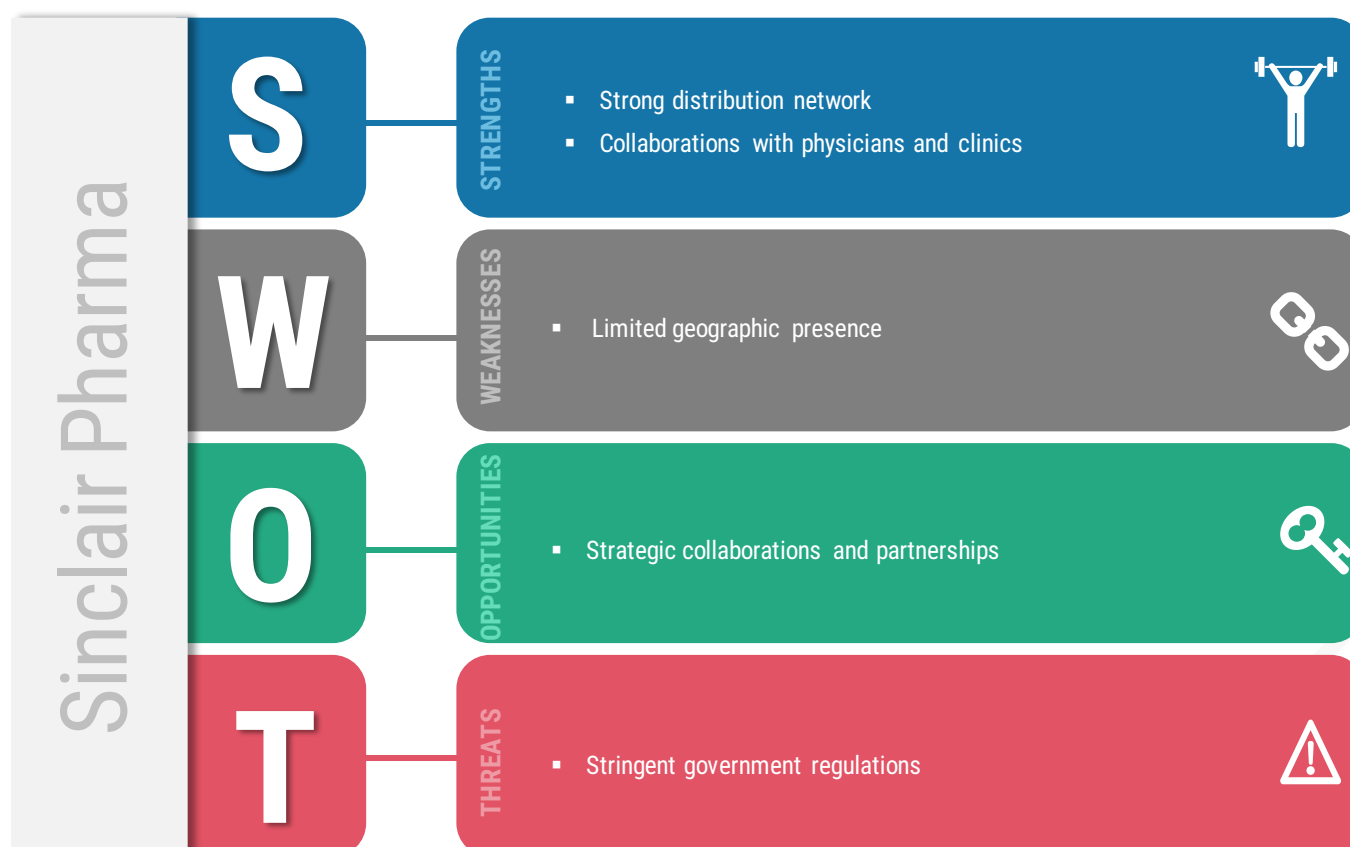 Sinclair Pharma
S
STRENGTHS
▪ Strong distribution network
▪ Collaborations with physicians and clinics
W
WEAKNESSES
▪ Limited geographic presence
O
OPPORTUNITIES
▪ Strategic collaborations and partnerships
T
THREATS
▪ Stringent government regulations